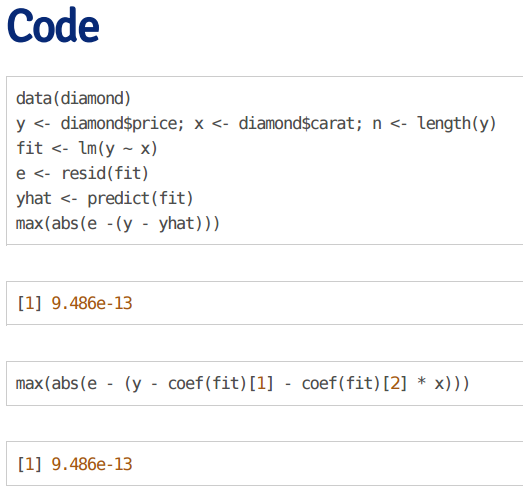 Code
data(diamond)
y <- diamond$price; x <- diamond$carat; n <- length(y)
fit <- lm(y ~ x)
e <- resid(fit)
yhat <- predict(fit)
max(abs(e -(y - yhat)))
[1] 9.486e-13
max(abs(e - (y - coef(fit)[1] - coef(fit)[2] * x)))
[1] 9.486e-13